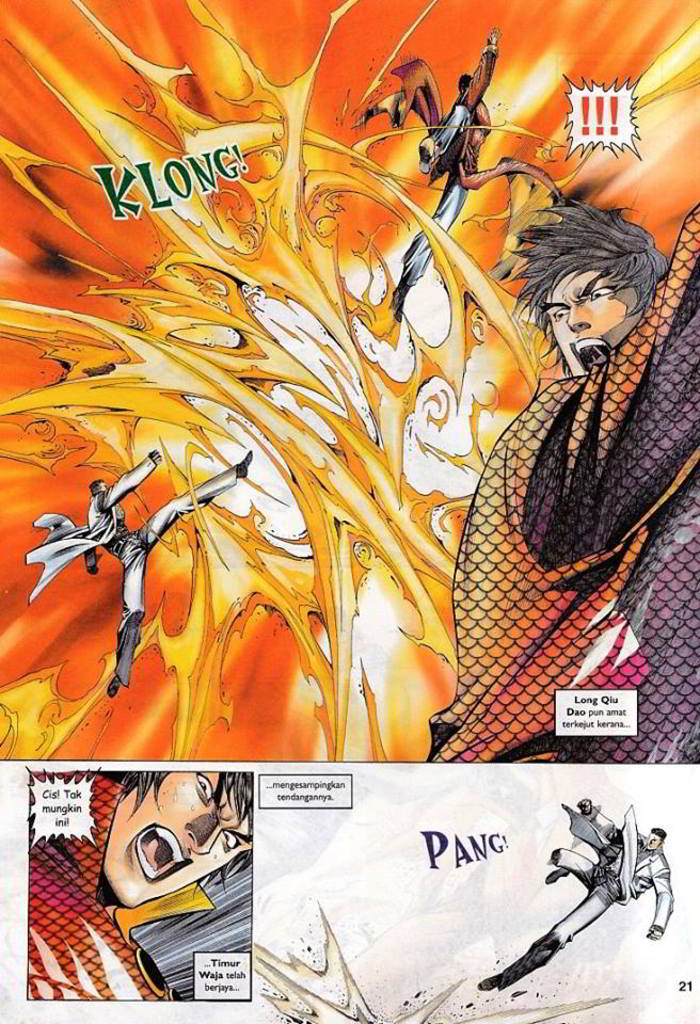 !!!
KLONG!
Long Qiu
Dao pun amat
terkejut kerana...
Cis! Tak
mungkin
ini!
...Timur
Waja telah
berjaya...
...mengesampingkan
tendangannya.
PANG!
21